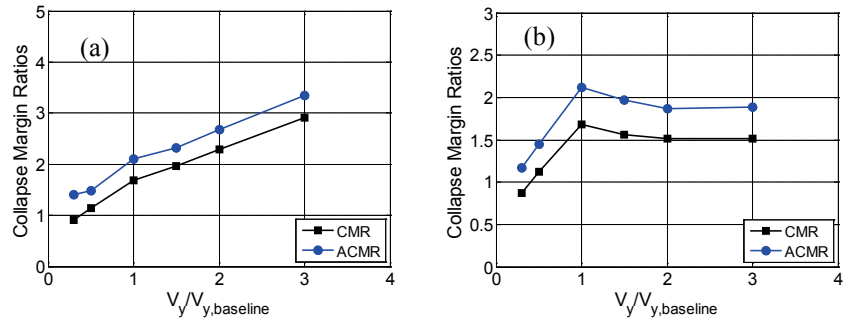 (a)
Collapse Margin Ratios
5
4
3
2
1
0
0 1 2 3 4
V_y/V_y,baseline
CMR
ACMR
(b)
Collapse Margin Ratios
3
2.5
2
1.5
1
0.5
0
0 1 2 3 4
V_y/V_y,baseline
CMR
ACMR